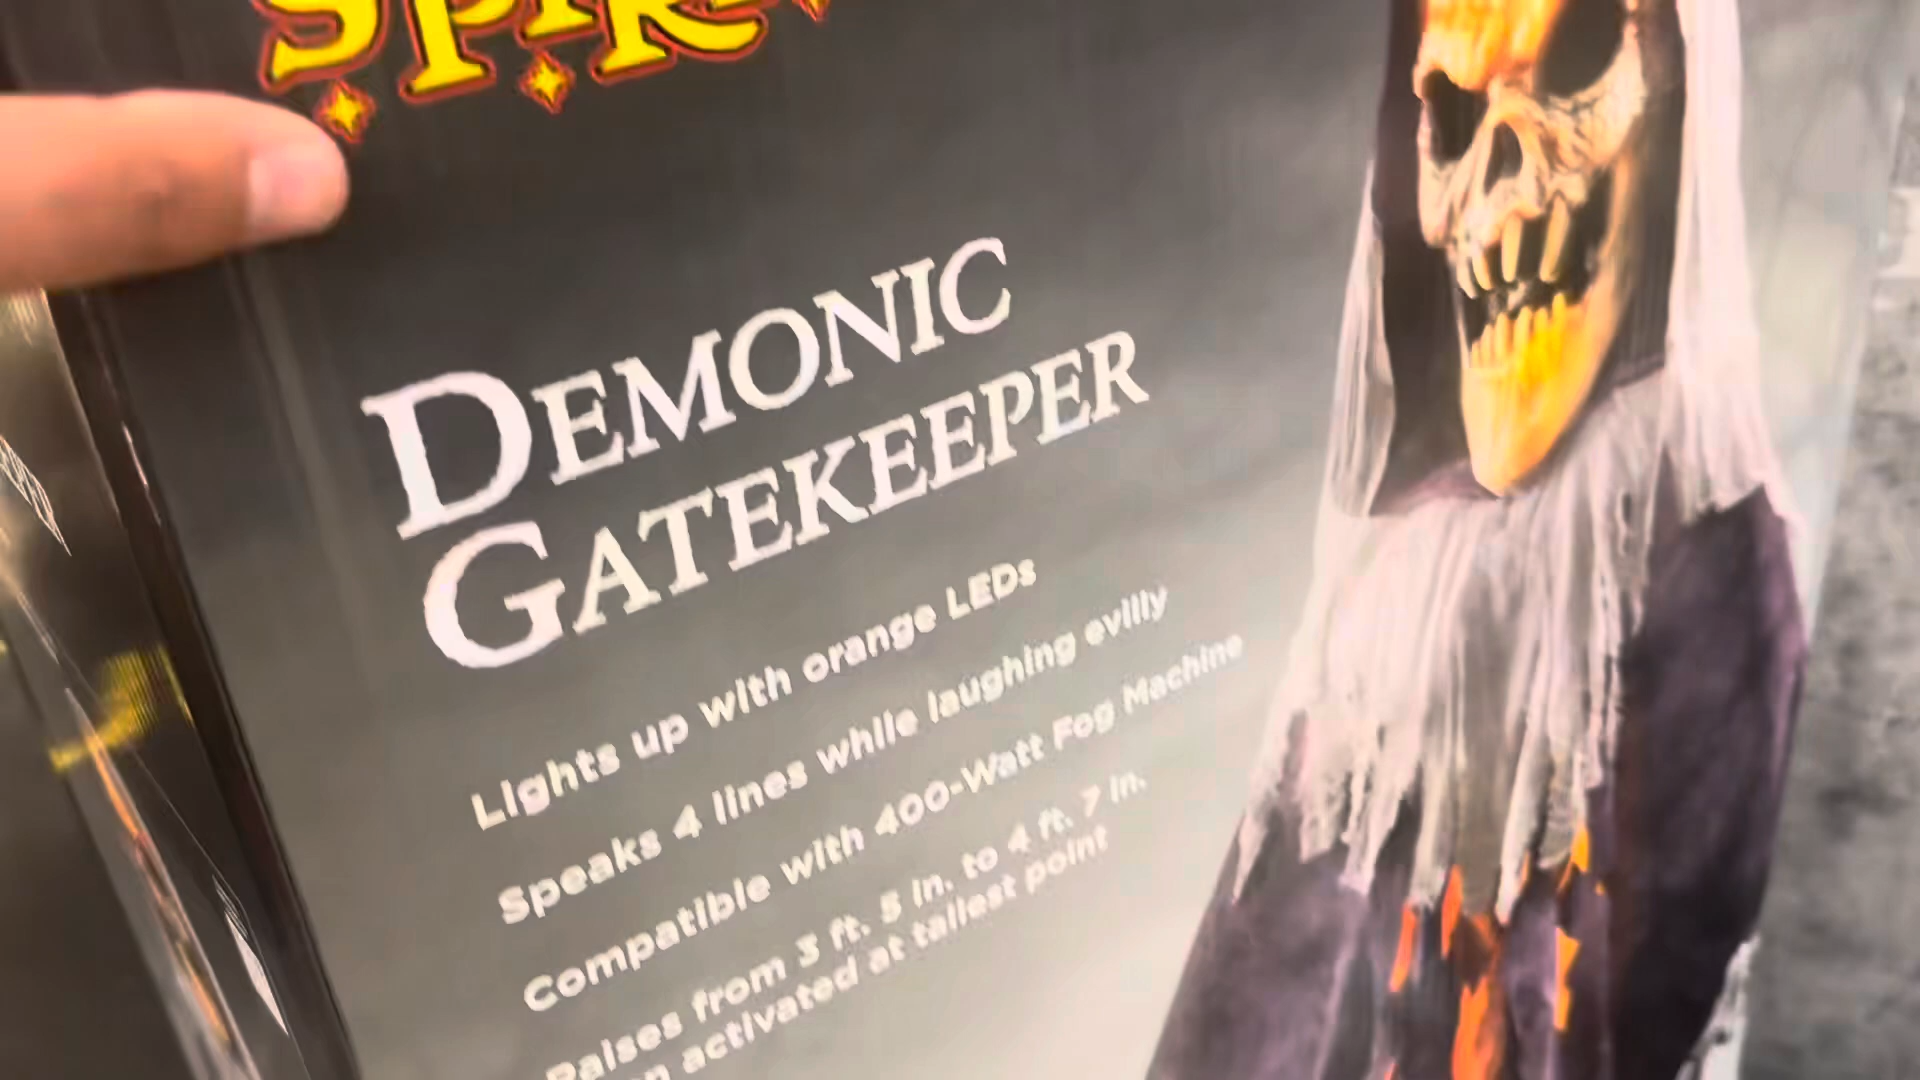 SPIRI
DEMONIC
GATEKEEPER
Lights up with orange LEDs
Speaks 4 lines while laughing evilly
Compatible with 400-Watt Fog Machine
Raises from 3 ft. 5 in. to 4 ft. 7 in.
activated at tallest point